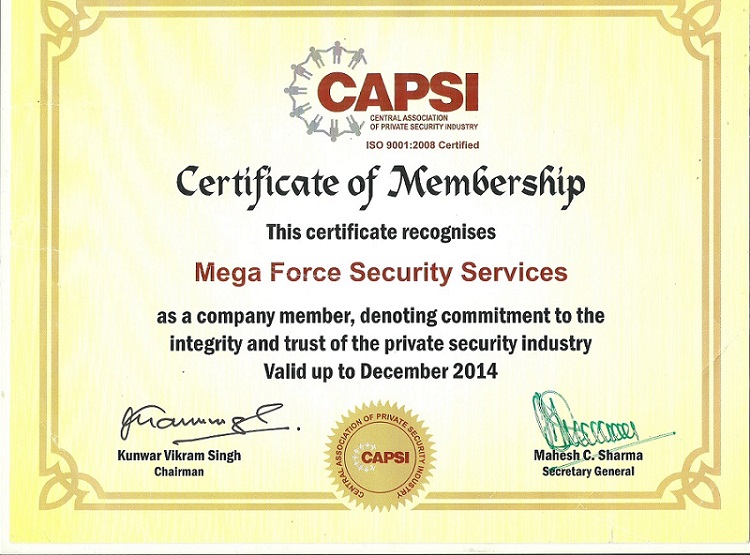 CAPSI
CENTRAL ASSOCIATION
OF PRIVATE SECURITY INDUSTRY
ISO 9001:2008 Certified
Certificate of Membership
This certificate recognises
Mega Force Security Services
as a company member, denoting commitment to the
integrity and trust of the private security industry
Valid up to December 2014
Kunwar Vikram Singh
Chairman
CENTRAL ASSOCIATION OF PRIVATE SECURITY INDUSTRY
CAPSI
Mahesh C. Sharma
Secretary General